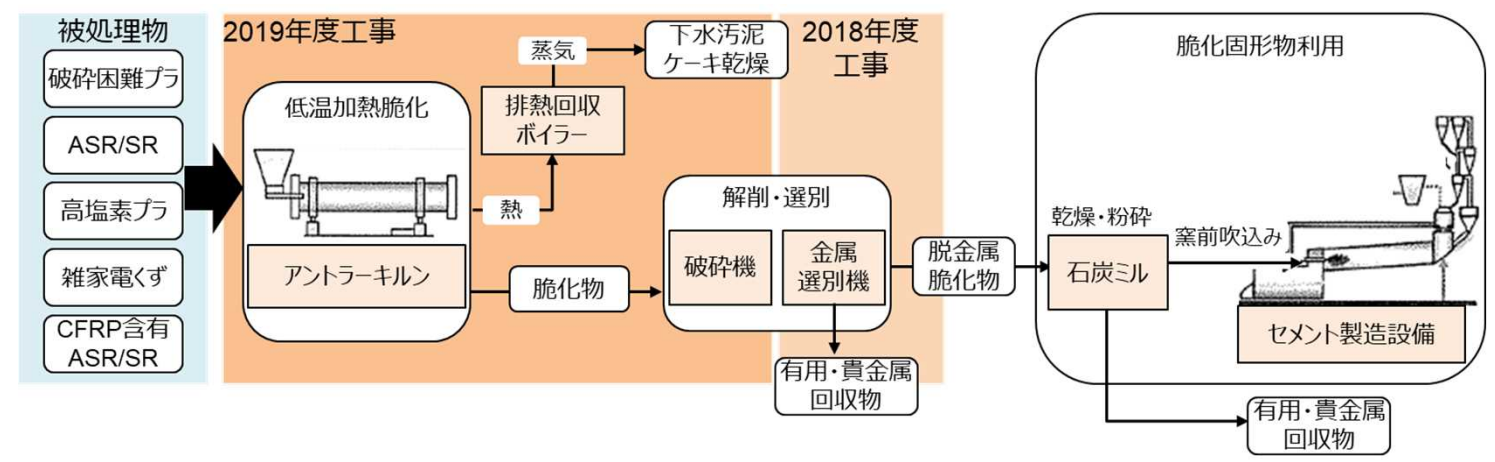 被処理物
破砕困難プラ
ASR/SR
高塩素プラ
雑家電くず
CFRP含有
ASR/SR
2019年度工事
低温加熱脆化
アントラーキルン
熱
排熱回収
ボイラー
蒸気
下水汚泥
ケーキ乾燥
脆化物
2018年度
工事
解削・選別
破砕機
金属
選別機
有用・貴金属
回収物
脱金属
脆化物
脆化固形物利用
乾燥・粉砕
石炭ミル
窯前吹込み
セメント製造設備
有用・貴金属
回収物